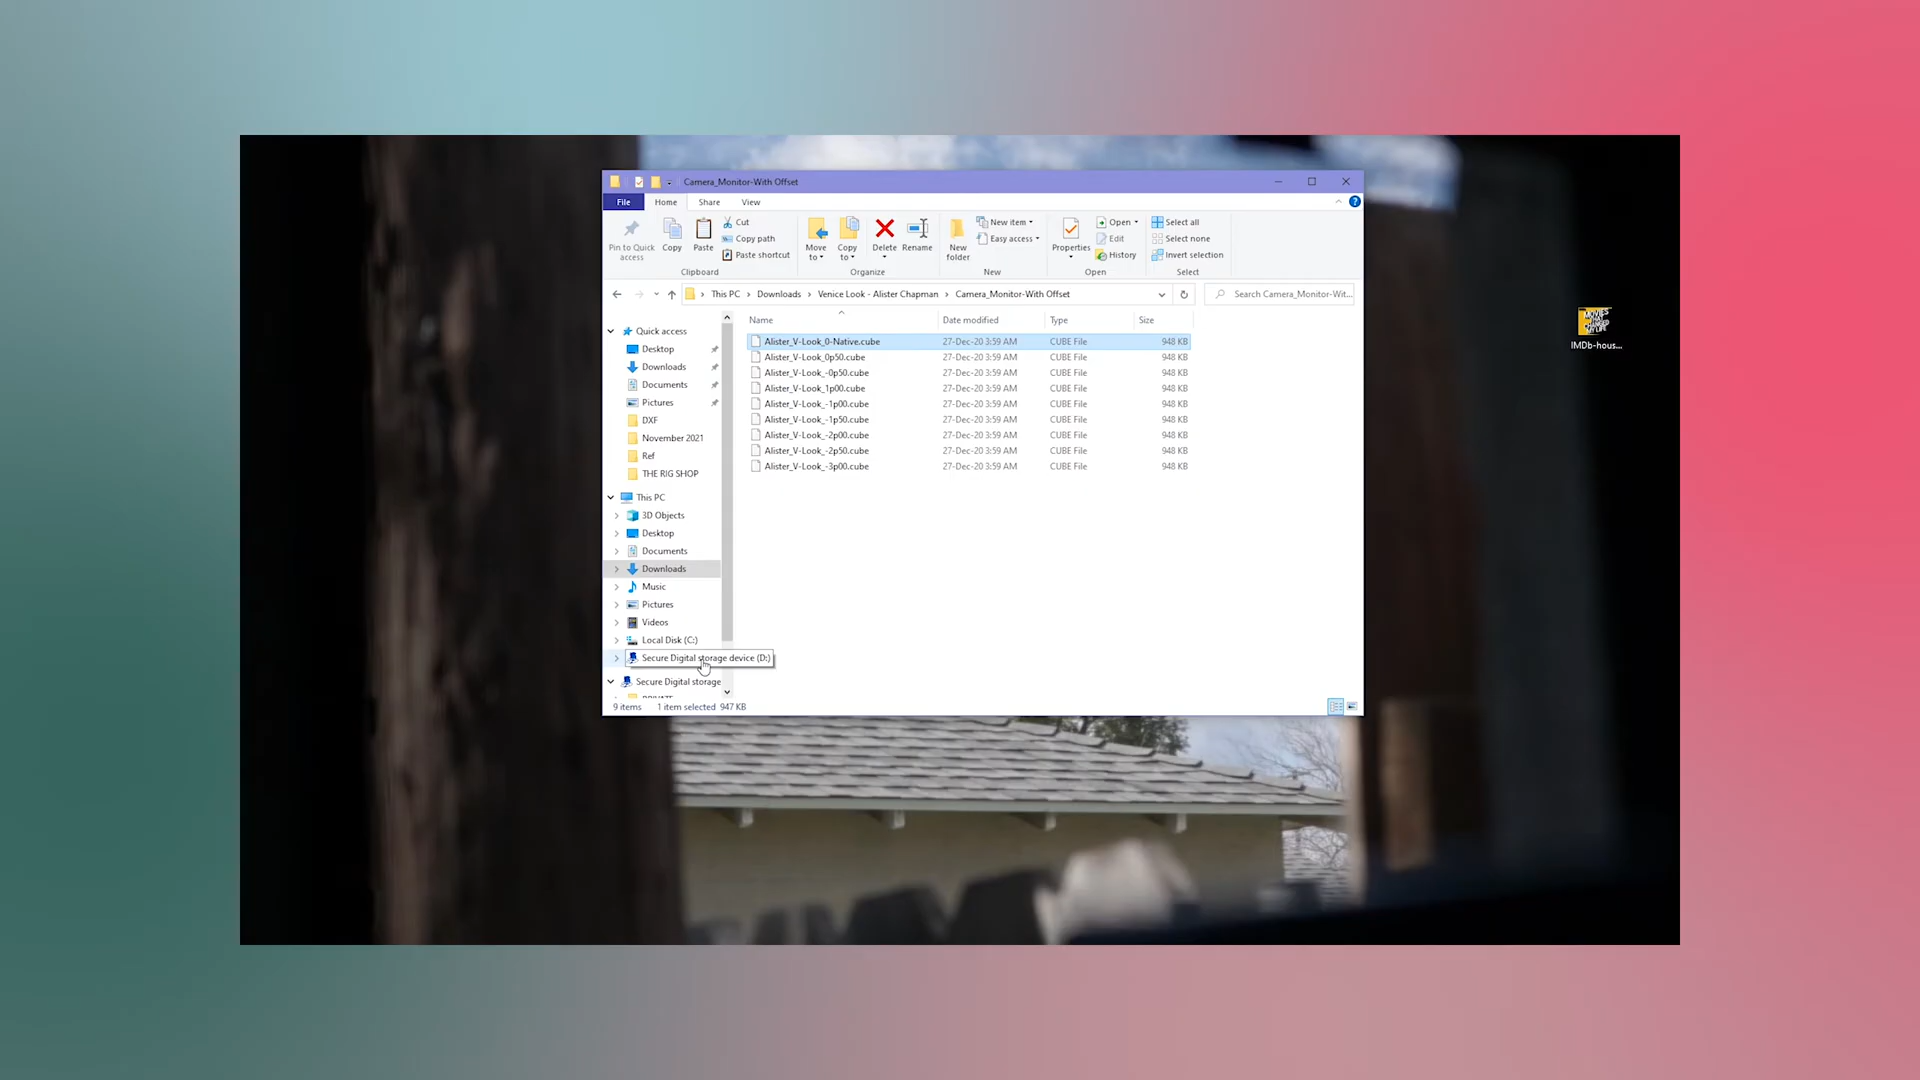 Camera_Monitor-With Offset
File Home Share View
Pin to Quick access
Copy
Paste
Cut
Copy path
Paste shortcut
Clipboard
Move to
Copy to
Delete
Rename
Organize
New folder
New item
Easy access
New
Properties
Open
Edit
History
Open
Select all
Select none
Invert selection
Select
This PC > Downloads > Venice Look - Alister Chapman > Camera_Monitor-With Offset
Search Camera_Monitor-Wit...
Name Date modified Type Size
Alister_V-Look_0-Native.cube 27-Dec-20 3:59 AM CUBE File 948 KB
Alister_V-Look_0p50.cube 27-Dec-20 3:59 AM CUBE File 948 KB
Alister_V-Look_-0p50.cube 27-Dec-20 3:59 AM CUBE File 948 KB
Alister_V-Look_1p00.cube 27-Dec-20 3:59 AM CUBE File 948 KB
Alister_V-Look_-1p00.cube 27-Dec-20 3:59 AM CUBE File 948 KB
Alister_V-Look_-1p50.cube 27-Dec-20 3:59 AM CUBE File 948 KB
Alister_V-Look_-2p00.cube 27-Dec-20 3:59 AM CUBE File 948 KB
Alister_V-Look_-2p50.cube 27-Dec-20 3:59 AM CUBE File 948 KB
Alister_V-Look_-3p00.cube 27-Dec-20 3:59 AM CUBE File 948 KB
Quick access
Desktop
Downloads
Documents
Pictures
DXF
November 2021
Ref
THE RIG SHOP
This PC
3D Objects
Desktop
Documents
Downloads
Music
Pictures
Videos
Local Disk (C:)
Secure Digital storage device (D:)
Secure Digital storage
9 items 1 item selected 947 KB
MOVIES THAT CHANGED MY LIFE
IMDb-hous...